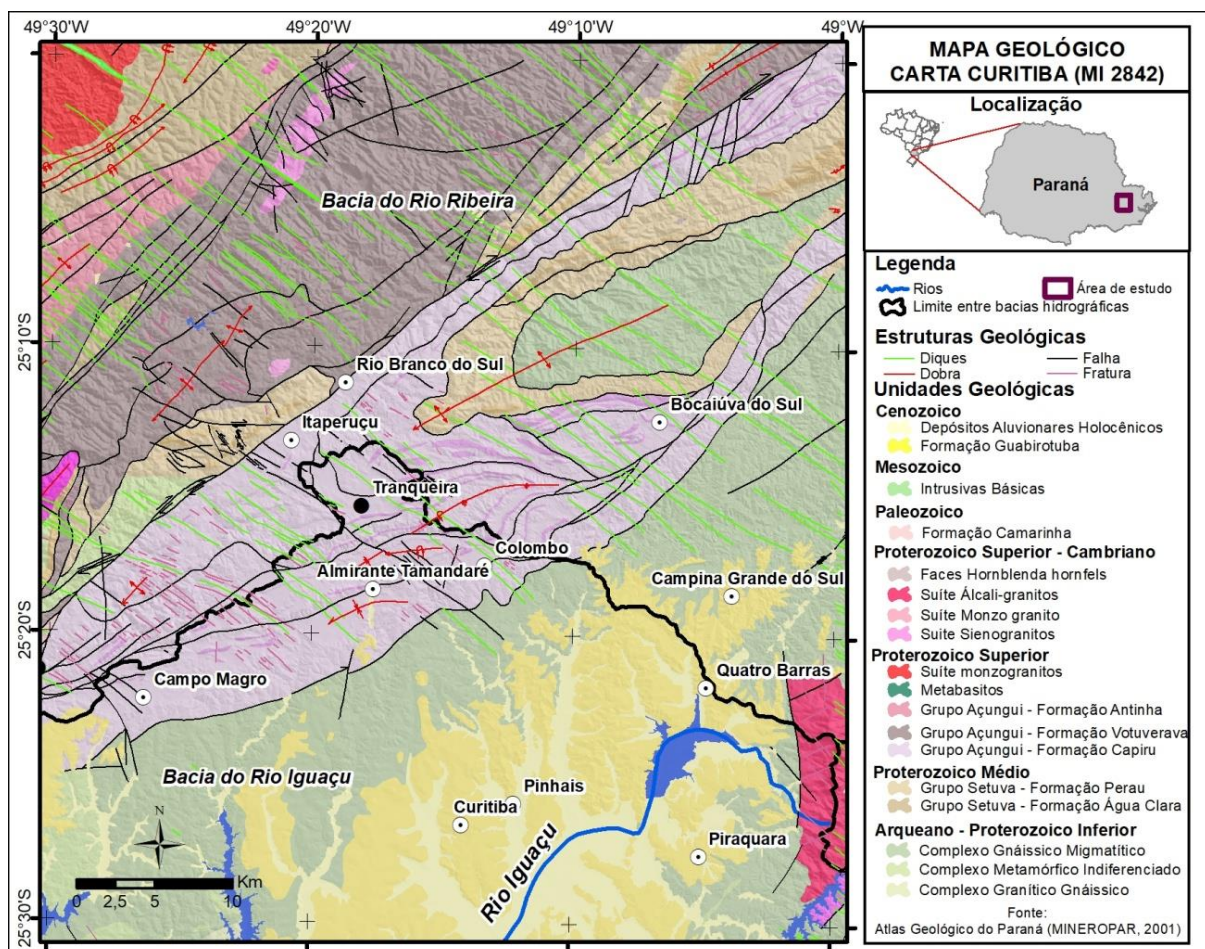 49°30'W
49°20'W
49°10'W
49°W
25°10'S
25°20'S
25°30'S
Bacia do Rio Ribeira
Rio Branco do Sul
Itaperuçu
Bocaiúva do Sul
Tranqueira
Colombo
Almirante Tamandaré
Campina Grande do Sul
Campo Magro
Quatro Barras
Bacia do Rio Iguaçu
Pinhais
Curitiba
Piraquara
Rio Iguaçu
N
Km
0 2,5 5 10
MAPA GEOLÓGICO
CARTA CURITIBA (MI 2842)
Localização
Paraná
Legenda
Rios
Área de estudo
Limite entre bacias hidrográficas
Estruturas Geológicas
Diques
Falha
Dobra
Fratura
Unidades Geológicas
Cenozoico
Depósitos Aluvionares Holocênicos
Formação Guabirotuba
Mesozoico
Intrusivas Básicas
Paleozoico
Formação Camarinha
Proterozoico Superior - Cambriano
Faces Hornblenda hornfels
Suíte Álcali-granitos
Suíte Monzo granito
Suite Sienogranitos
Proterozoico Superior
Suíte monzogranitos
Metabasitos
Grupo Açungui - Formação Antinha
Grupo Açungui - Formação Votuverava
Grupo Açungui - Formação Capiru
Proterozoico Médio
Grupo Setuva - Formação Perau
Grupo Setuva - Formação Água Clara
Arqueano - Proterozoico Inferior
Complexo Gnáissico Migmatítico
Complexo Metamórfico Indiferenciado
Complexo Granítico Gnáissico
Fonte:
Atlas Geológico do Paraná (MINEROPAR, 2001)